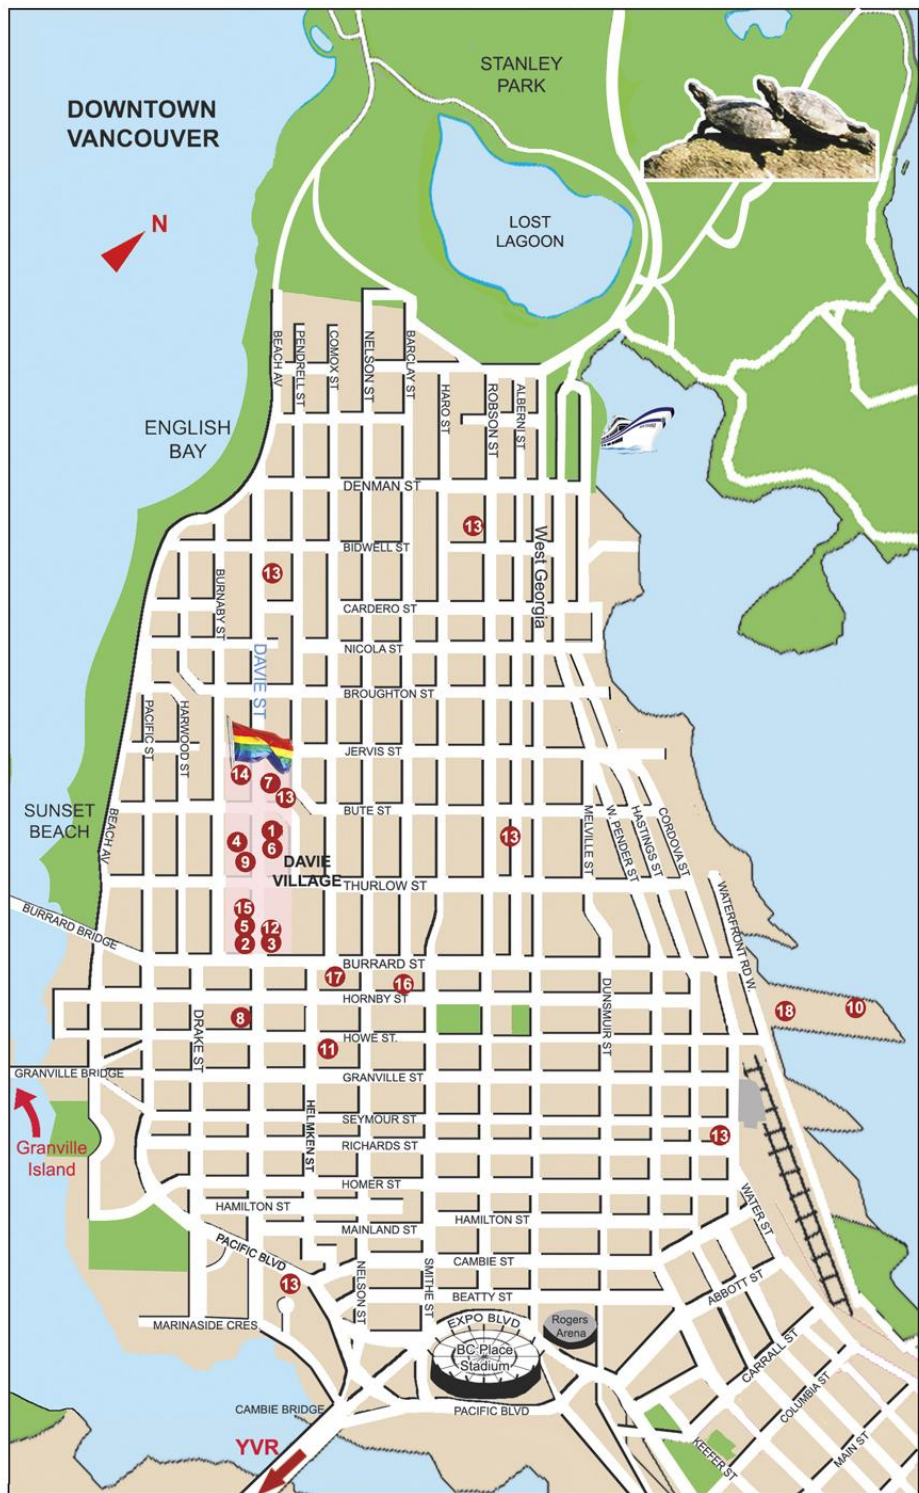 STANLEY
PARK
DOWNTOWN
VANCOUVER
N
LOST
LAGOON
BEACH AV
PENDRELL ST
COMOX ST
NELSON ST
BARCLAY ST
HARO ST
ROBSON ST
ALBERNI ST
ENGLISH
BAY
DENMAN ST
13
BIDWELL ST
West Georgia
13
BURNABY ST
CARDERO ST
NICOLA ST
DAVIE ST
BROUGHTON ST
PACIFIC ST
HARWOOD ST
JERVIS ST
14
7
13
SUNSET
BEACH
BEACH AV
BUTE ST
MELVILLE ST
W. PENDER ST
HASTINGS ST
CORDOVA ST
1
13
4
6
9
DAVIE
VILLAGE
THURLOW ST
WATERFRONT RD W.
15
5
12
2
3
BURRARD BRIDGE
BURRARD ST
17
16
HORNBY ST
DUNSMUIR ST
18
10
DRAKE ST
8
HOWE ST.
11
GRANVILLE BRIDGE
GRANVILLE ST
HELMKEN ST
SEYMOUR ST
13
Granville
Island
RICHARDS ST
HOMER ST
HAMILTON ST
HAMILTON ST
WATER ST
MAINLAND ST
PACIFIC BLVD
CAMBIE ST
13
NELSON ST
SMITHE ST
BEATTY ST
ABBOTT ST
MARINASIDE CRES
EXPO BLVD
Rogers
Arena
BC Place
Stadium
CARRALL ST
COLUMBIA ST
CAMBIE BRIDGE
PACIFIC BLVD
KEEFER ST
MAIN ST
YVR